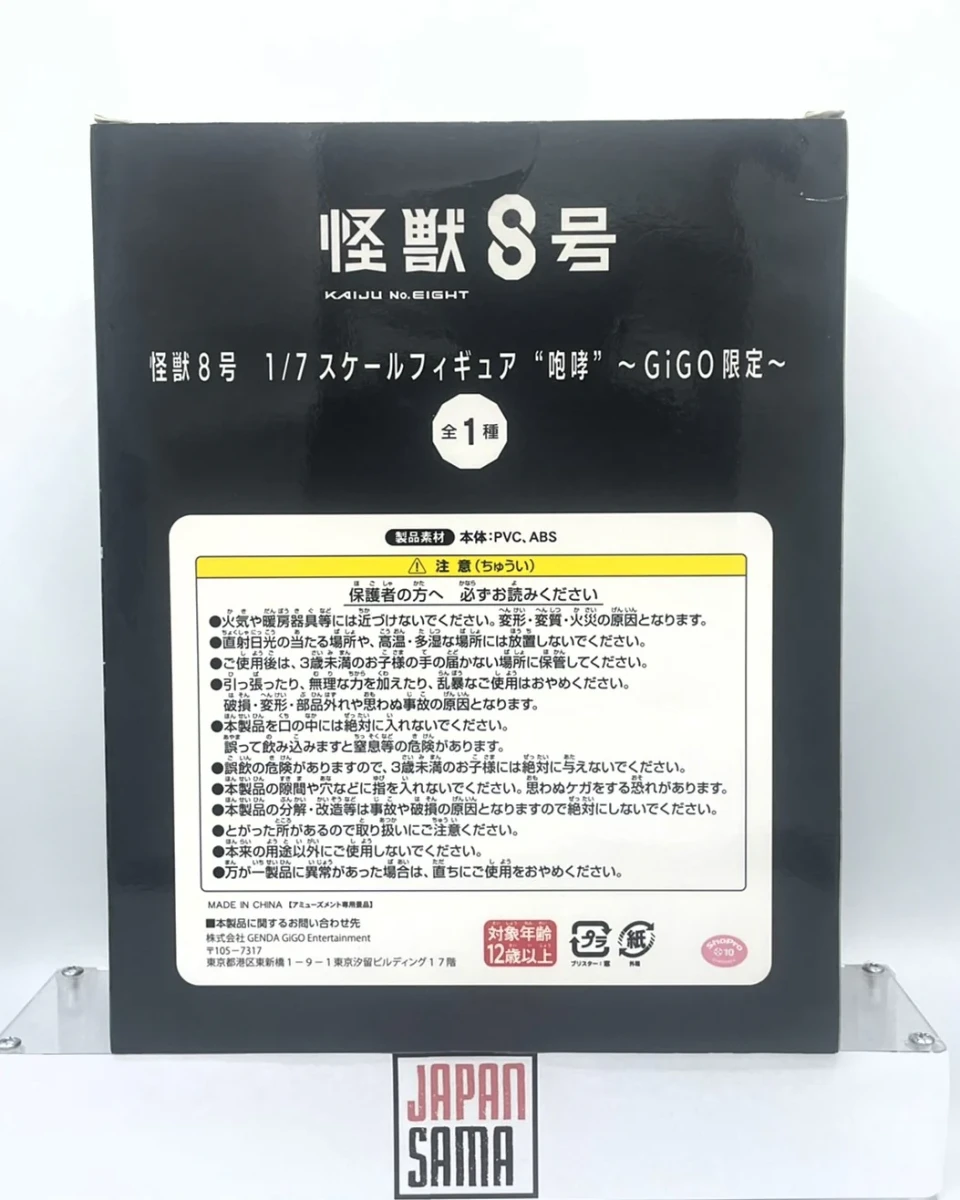 怪獣8号
KAIJU No.EIGHT
怪獣8号 1/7スケールフィギュア “咆哮” ～GiGO限定～
全1種
製品素材 本体:PVC、ABS
⚠ 注意(ちゅうい)
保護者の方へ 必ずお読みください
●火気や暖房器具等には近づけないでください。変形・変質・火災の原因となります。
●直射日光の当たる場所や、高温・多湿な場所には放置しないでください。
●ご使用後は、3歳未満のお子様の手の届かない場所に保管してください。
●引っ張ったり、無理な力を加えたり、乱暴なご使用はおやめください。
破損・変形・部品外れや思わぬ事故の原因となります。
●本製品を口の中には絶対に入れないでください。
誤って飲み込みますと窒息等の危険があります。
●誤飲の危険がありますので、3歳未満のお子様には絶対に与えないでください。
●本製品の隙間や穴などに指を入れないでください。思わぬケガをする恐れがあります。
●本製品の分解・改造等は事故や破損の原因となりますので絶対にしないでください。
●とがった所があるので取り扱いにご注意ください。
●本来の用途以外にご使用しないでください。
●万が一製品に異常があった場合は、直ちにご使用をおやめください。
MADE IN CHINA 【アミューズメント専用景品】
■本製品に関するお問い合わせ先
株式会社 GENDA GiGO Entertainment
〒105-7317
東京都港区東新橋1-9-1東京汐留ビルディング17階
対象年齢
12歳以上
プラ
ブリスター:窓
紙
外箱
ShoPro
10
JAPAN
SAMA